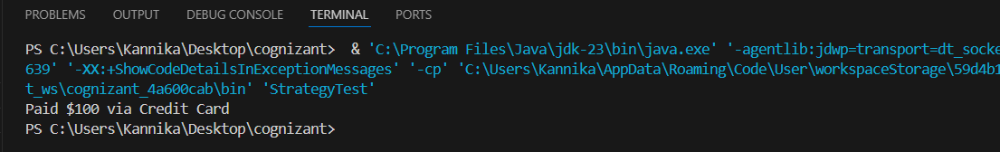 PROBLEMS OUTPUT DEBUG CONSOLE TERMINAL PORTS
PS C:\Users\Kannika\Desktop\cognizant>  & 'C:\Program Files\Java\jdk-23\bin\java.exe' '-agentlib:jdwp=transport=dt_socke
639' '-XX:+ShowCodeDetailsInExceptionMessages' '-cp' 'C:\Users\Kannika\AppData\Roaming\Code\User\workspaceStorage\59d4b1
t_ws\cognizant_4a600cab\bin' 'StrategyTest'
Paid $100 via Credit Card
PS C:\Users\Kannika\Desktop\cognizant>